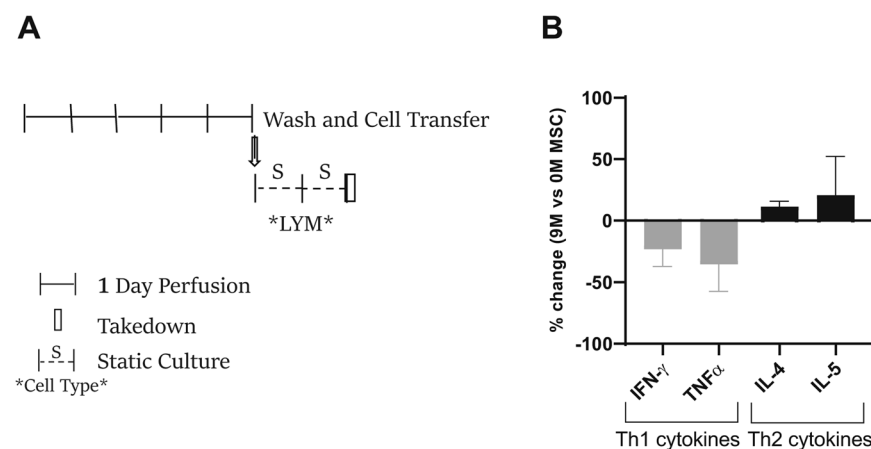 A
Wash and Cell Transfer
S S
*LYM*
1 Day Perfusion
Takedown
S
Static Culture
*Cell Type*
B
% change (9M vs 0M MSC)
100
50
0
-50
-100
IFN-γ
TNFα
IL-4
IL-5
Th1 cytokines Th2 cytokines